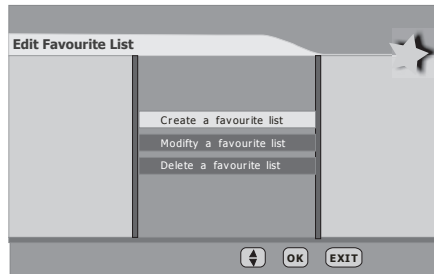 Edit Favourite List
Create a favourite list
Modifty a favourite list
Delete a favourite list
OK EXIT